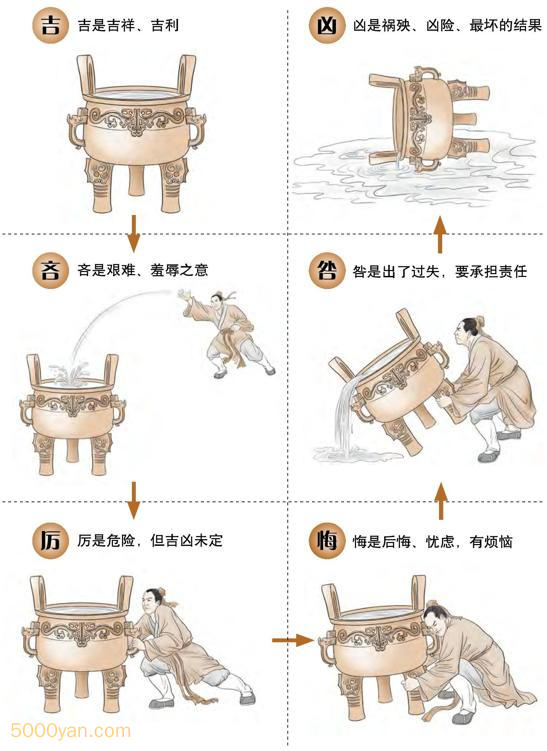 吉 吉是吉祥、吉利
凶 凶是祸殃、凶险、最坏的结果
吝 吝是艰难、羞辱之意
咎 咎是出了过失，要承担责任
厉 厉是危险，但吉凶未定
悔 悔是后悔、忧虑，有烦恼
5000yan.com